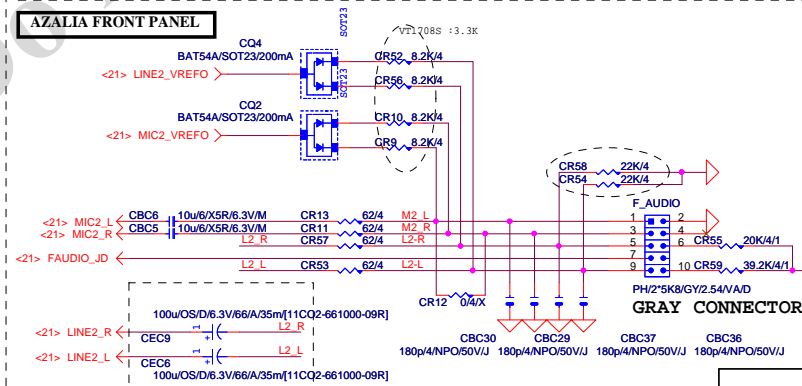 AZALIA FRONT PANEL
SOT23
VT1708S :3.3K
CQ4
BAT54A/SOT23/200mA
CR52 8.2K/4
<21> LINE2_VREFO
SOT23
CR56 8.2K/4
CQ2
BAT54A/SOT23/200mA
CR10 8.2K/4
<21> MIC2_VREFO
CR9 8.2K/4
CR58 22K/4
CR54 22K/4
F_AUDIO
<21> MIC2_L CBC6 10u/6/X5R/6.3V/M CR13 62/4 M2_L 1 2
<21> MIC2_R CBC5 10u/6/X5R/6.3V/M CR11 62/4 M2_R 3 4
L2_R CR57 62/4 L2-R 5 6 CR55 20K/4/1
<21> FAUDIO_JD 7 8
L2_L CR53 62/4 L2-L 9 10 CR59 39.2K/4/1
PH/2*5K8/GY/2.54/VA/D
CR12 0/4/X
GRAY CONNECTOR
100u/OS/D/6.3V/66/A/35m/[11CO2-661000-09R]
<21> LINE2_R 1 + L2_R
CEC9
<21> LINE2_L 1 L2_L
CEC6
100u/OS/D/6.3V/66/A/35m/[11CO2-661000-09R]
CBC30 CBC29 CBC37 CBC36
180p/4/NPO/50V/J 180p/4/NPO/50V/J 180p/4/NPO/50V/J 180p/4/NPO/50V/J